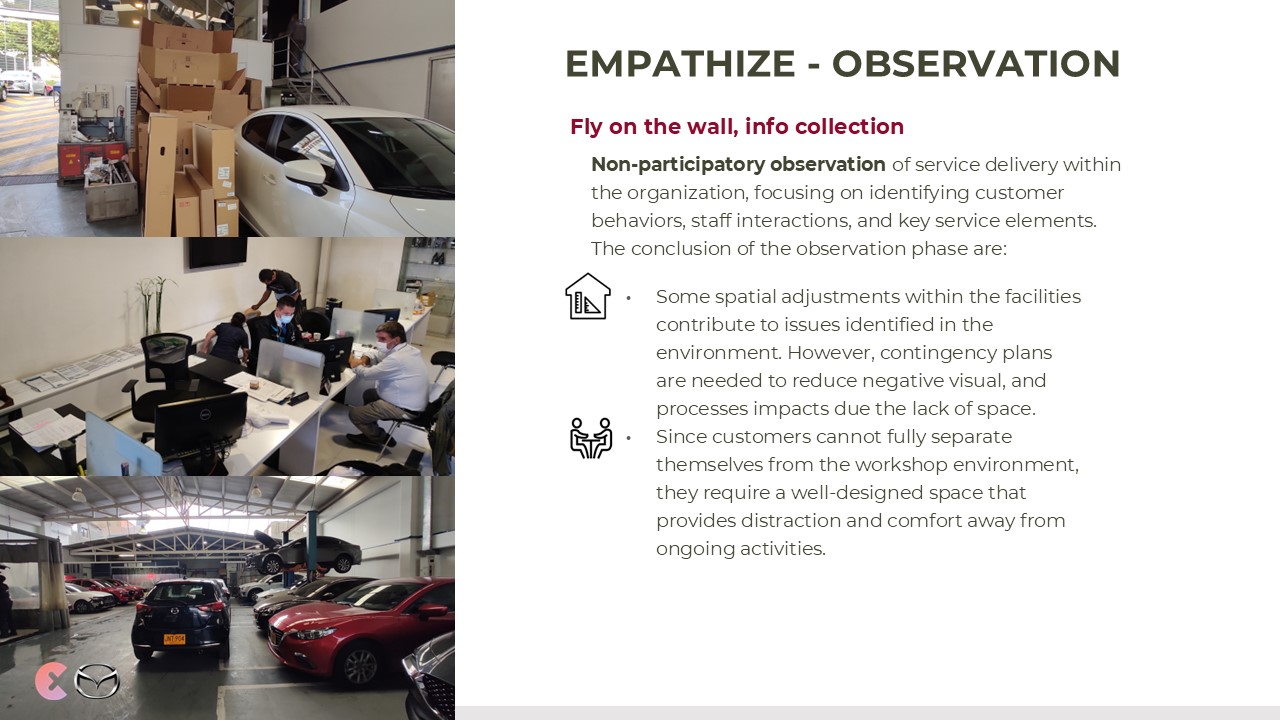 EMPATHIZE - OBSERVATION
Fly on the wall, info collection
Non-participatory observation of service delivery within
the organization, focusing on identifying customer
behaviors, staff interactions, and key service elements.
The conclusion of the observation phase are:
• Some spatial adjustments within the facilities
contribute to issues identified in the
environment. However, contingency plans
are needed to reduce negative visual, and
processes impacts due the lack of space.
• Since customers cannot fully separate
themselves from the workshop environment,
they require a well-designed space that
provides distraction and comfort away from
ongoing activities.